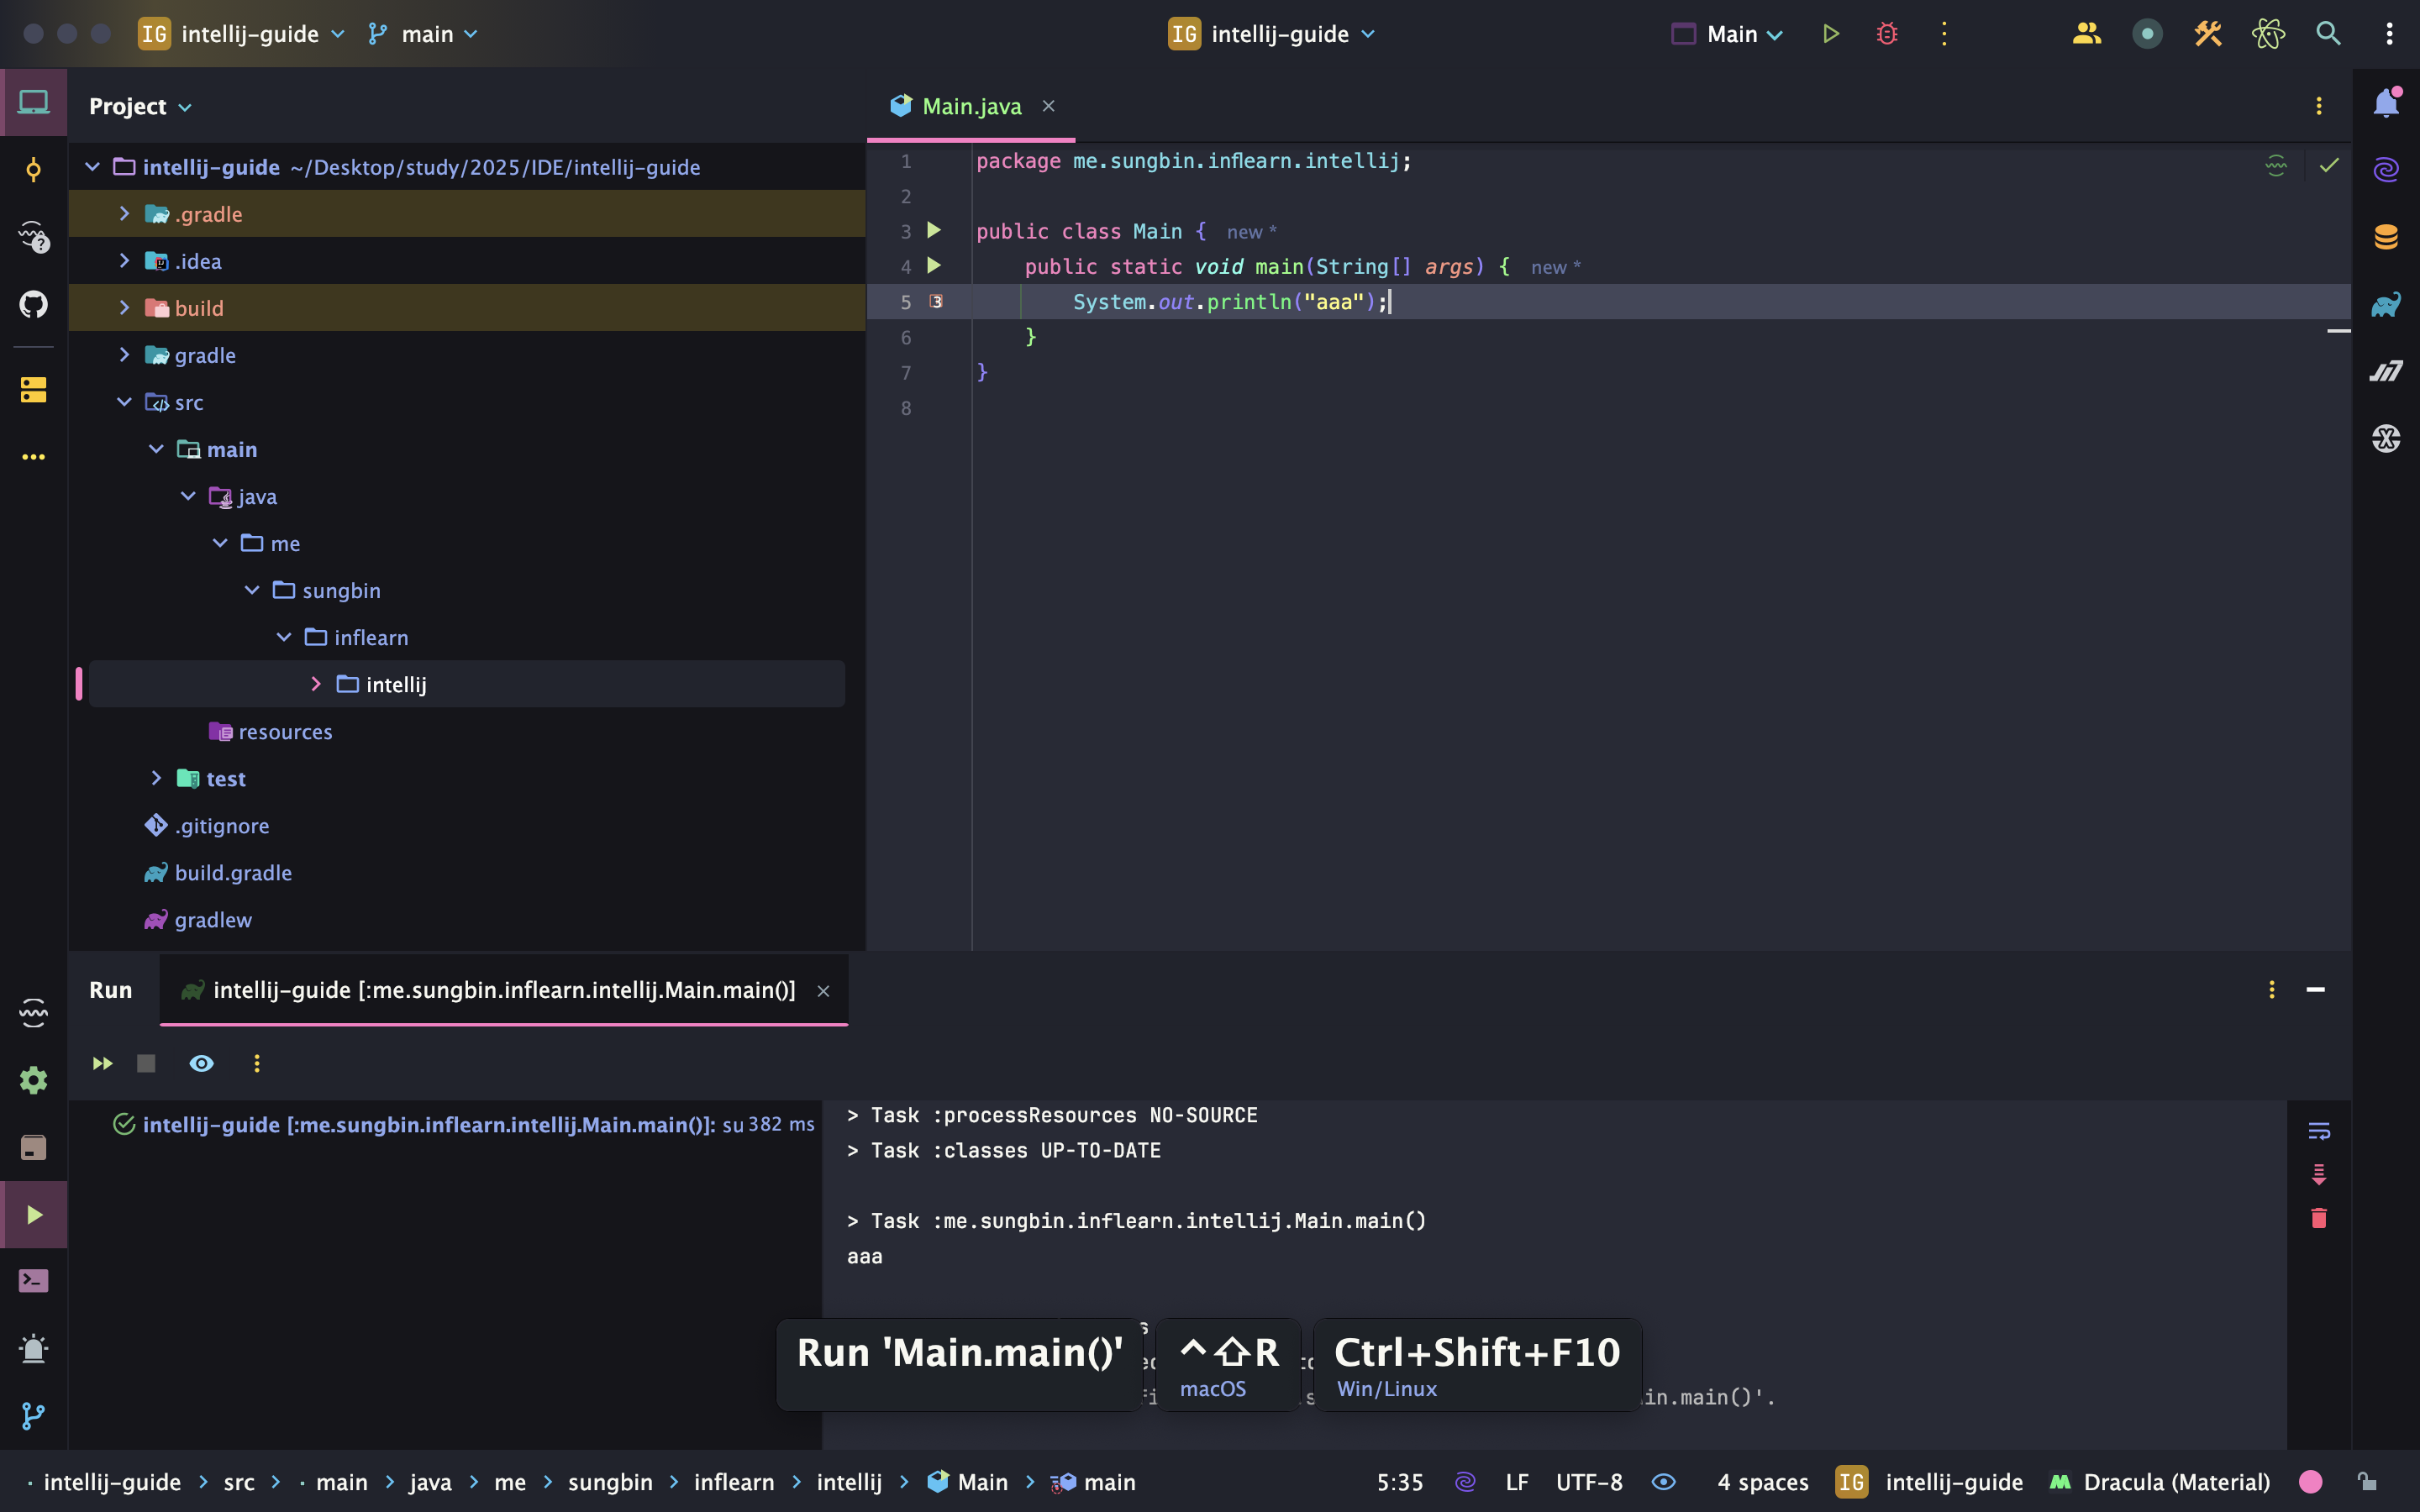 IG intellij-guide main
IG intellij-guide
Main
Project
Main.java
intellij-guide ~/Desktop/study/2025/IDE/intellij-guide
.gradle
.idea
build
gradle
src
main
java
me
sungbin
inflearn
intellij
resources
test
.gitignore
build.gradle
gradlew
1 package me.sungbin.inflearn.intellij;
2
3 public class Main { new *
4 public static void main(String[] args) { new *
5 3 System.out.println("aaa");
6 }
7 }
8
Run intellij-guide [:me.sungbin.inflearn.intellij.Main.main()]
intellij-guide [:me.sungbin.inflearn.intellij.Main.main()]: su 382 ms
> Task :processResources NO-SOURCE
> Task :classes UP-TO-DATE
> Task :me.sungbin.inflearn.intellij.Main.main()
aaa
Run 'Main.main()' ^⇧R Ctrl+Shift+F10
macOS Win/Linux
in.main()'.
intellij-guide > src > main > java > me > sungbin > inflearn > intellij > Main > main
5:35 LF UTF-8 4 spaces IG intellij-guide Dracula (Material)